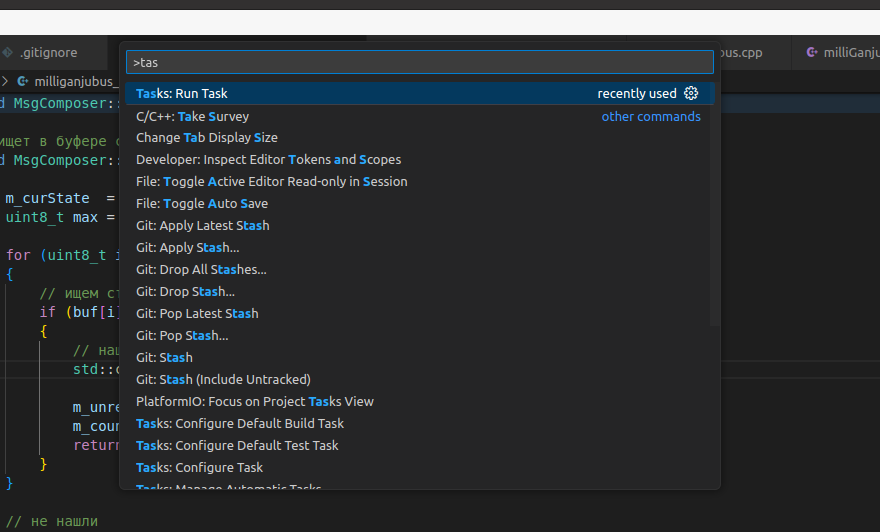 .gitignore
bus.cpp
milliGanju
>tas
milliganjubus_
Tasks: Run Task
recently used
d MsgComposer::
C/C++: Take Survey
other commands
Change Tab Display Size
ищет в буфере с
Developer: Inspect Editor Tokens and Scopes
d MsgComposer::
File: Toggle Active Editor Read-only in Session
m_curState =
File: Toggle Auto Save
uint8_t max =
Git: Apply Latest Stash
Git: Apply Stash...
for (uint8_t i
Git: Drop All Stashes...
{
Git: Drop Stash...
// ищем ст
Git: Pop Latest Stash
if (buf[i]
Git: Pop Stash...
{
// наш
Git: Stash
std::c
Git: Stash (Include Untracked)
PlatformIO: Focus on Project Tasks View
m_unre
Tasks: Configure Default Build Task
m_coun
Tasks: Configure Default Test Task
return
Tasks: Configure Task
}
}
Tasks: Manage Automatic Tasks
// не нашли